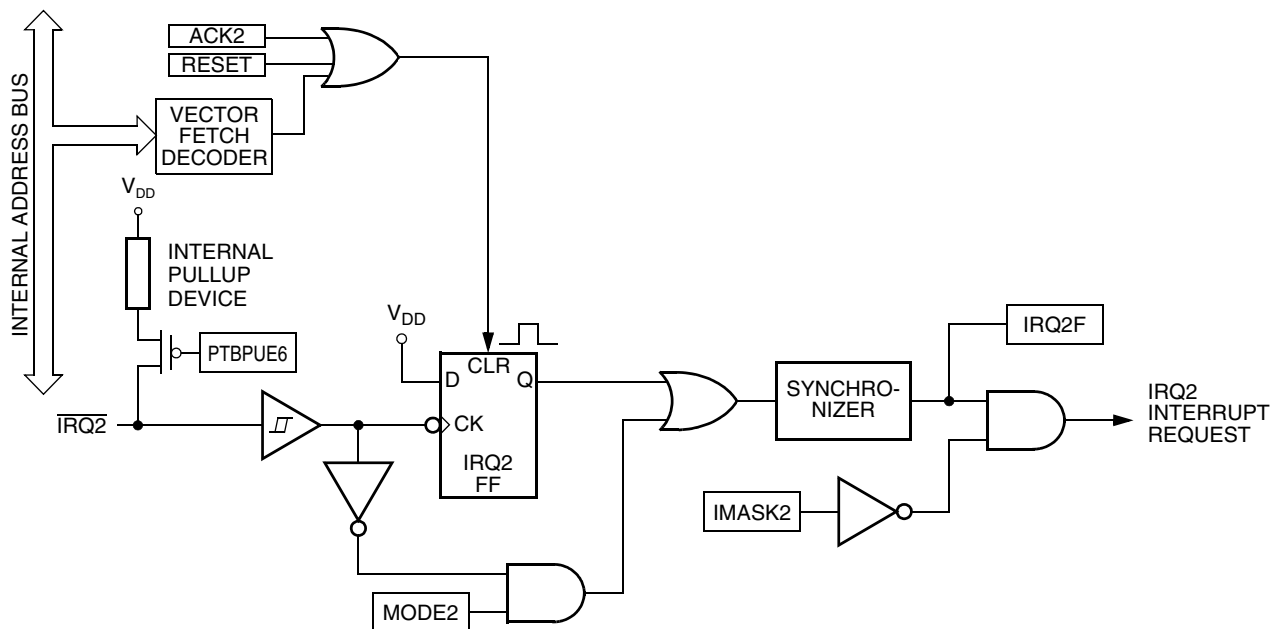 INTERNAL ADDRESS BUS
ACK2
RESET
VECTOR
FETCH
DECODER
VDD
INTERNAL
PULLUP
DEVICE
PTBPUE6
IRQ2
VDD
D
CLR
Q
CK
IRQ2
FF
SYNCHRO-
NIZER
IRQ2F
IRQ2
INTERRUPT
REQUEST
IMASK2
MODE2